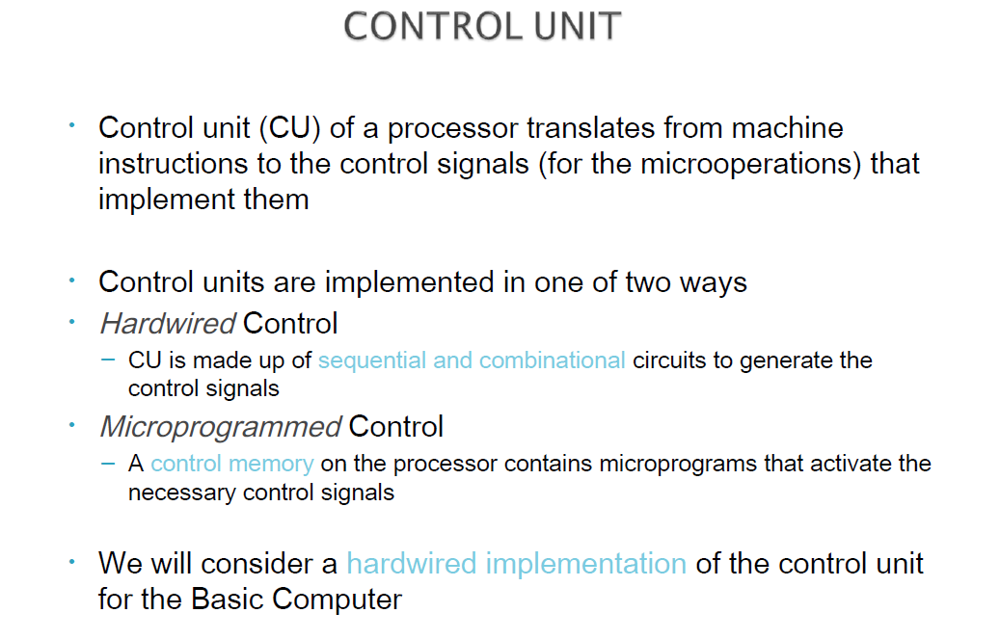 CONTROL UNIT
• Control unit (CU) of a processor translates from machine
instructions to the control signals (for the microoperations) that
implement them
• Control units are implemented in one of two ways
• Hardwired Control
– CU is made up of sequential and combinational circuits to generate the
control signals
• Microprogrammed Control
– A control memory on the processor contains microprograms that activate the
necessary control signals
• We will consider a hardwired implementation of the control unit
for the Basic Computer